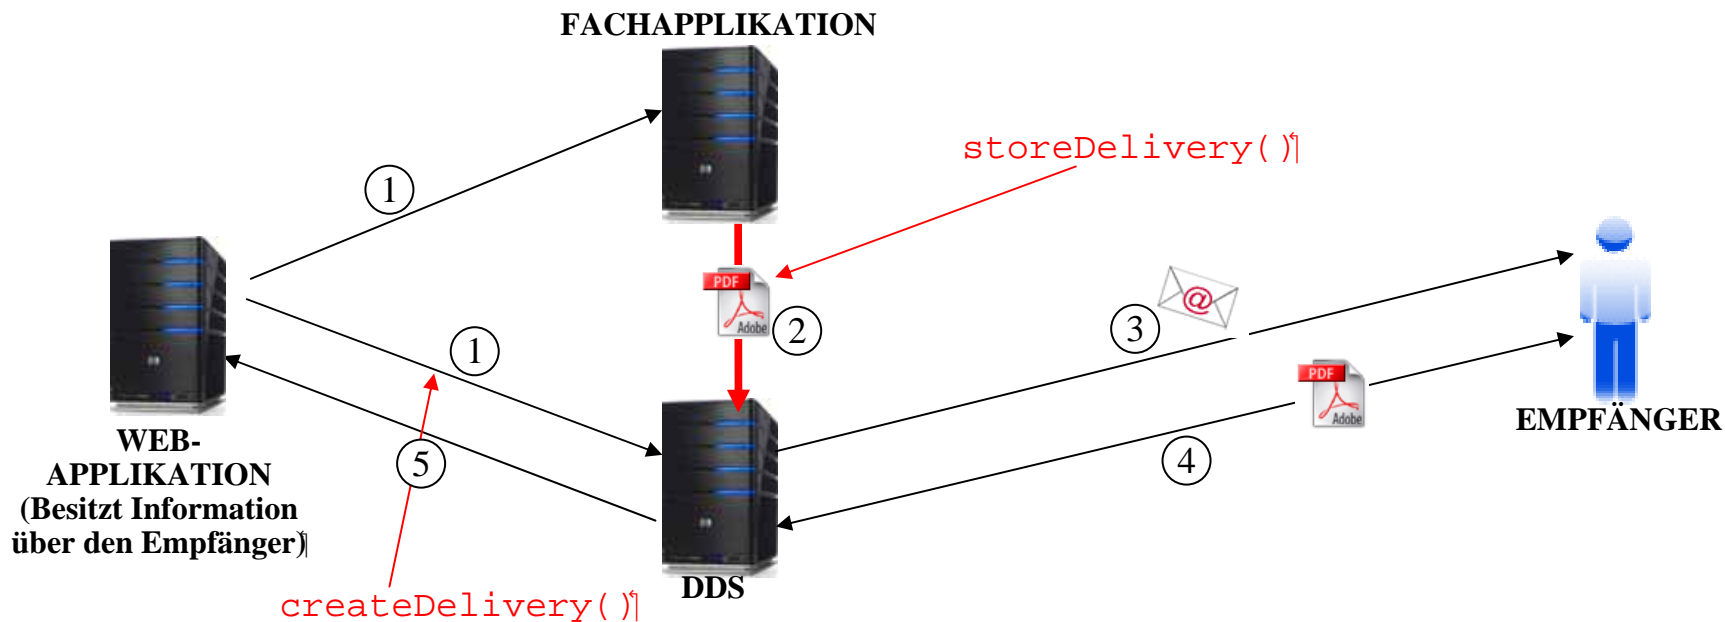 FACHAPPLIKATION
storeDelivery()
1
PDF
Adobe
2
@
3
1
PDF
Adobe
EMPFÄNGER
WEB-
APPLIKATION
(Besitzt Information
über den Empfänger)
5
4
DDS
createDelivery()